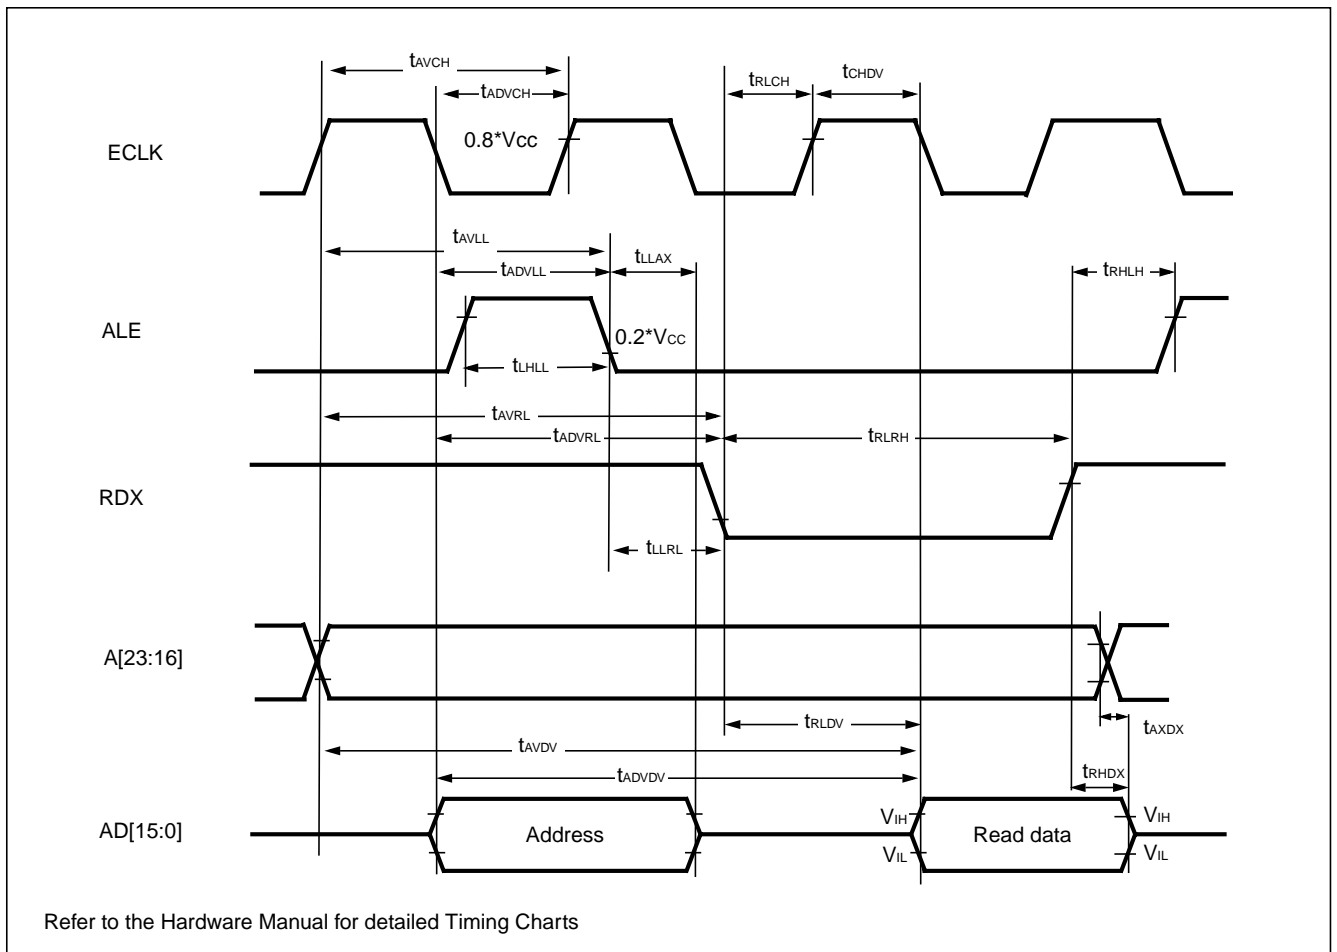 tAVCH
tADVCH
tRLCH
tCHDV
ECLK
0.8*Vcc
tAVLL
tADVLL
tLLAX
tRHLH
ALE
0.2*VCC
tLHLL
tAVRL
tADVRL
tRLRH
RDX
tLLRL
A[23:16]
tRLDV
tAXDX
tAVDV
tADVDV
tRHDX
AD[15:0]
Address
VIH
VIL
Read data
VIH
VIL
Refer to the Hardware Manual for detailed Timing Charts